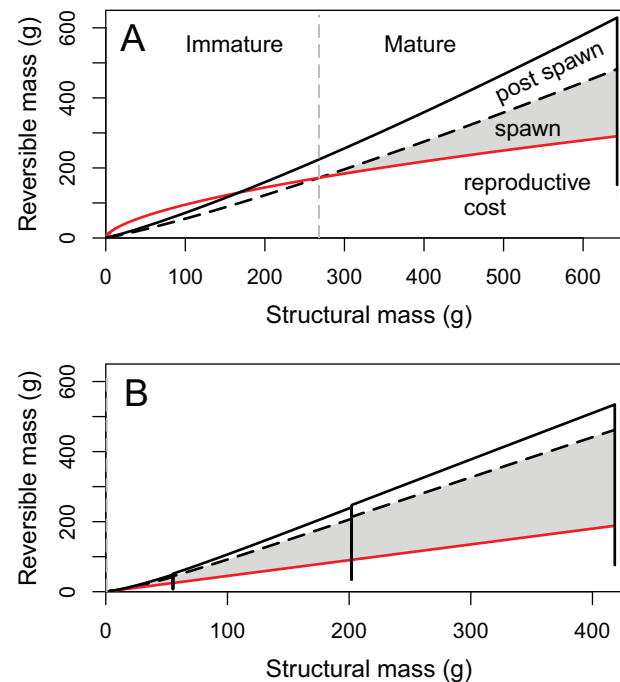 A
Immature
Mature
post spawn
spawn
reproductive
cost
Reversible mass (g)
0 200 400 600
0 100 200 300 400 500 600
Structural mass (g)
B
Reversible mass (g)
0 200 400 600
0 100 200 300 400
Structural mass (g)